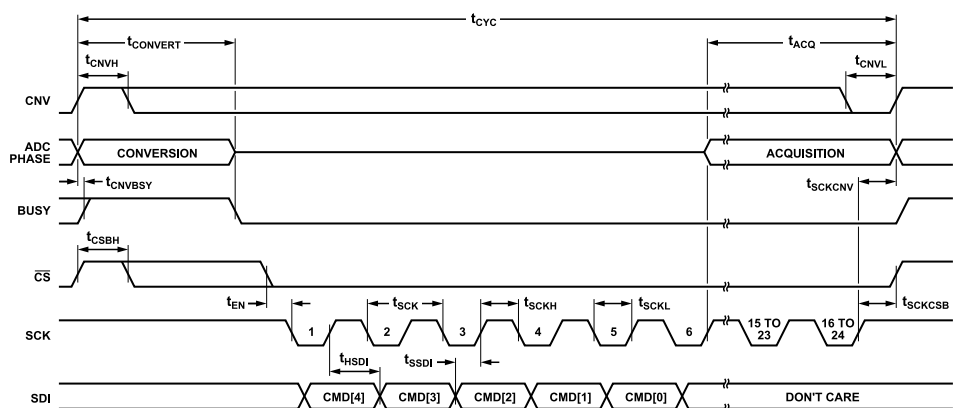 tCYC
tCONVERT
tACQ
tCNVH
tCNVL
CNV
ADC
PHASE
CONVERSION
ACQUISITION
tCNVBSY
tSCKCNV
BUSY
tCSBH
CS
tEN
tSCK
tSCKH
tSCKL
tSCKCSB
SCK
1
2
3
4
5
6
15 TO
23
16 TO
24
tHSDI
tSSDI
SDI
CMD[4]
CMD[3]
CMD[2]
CMD[1]
CMD[0]
DON'T CARE